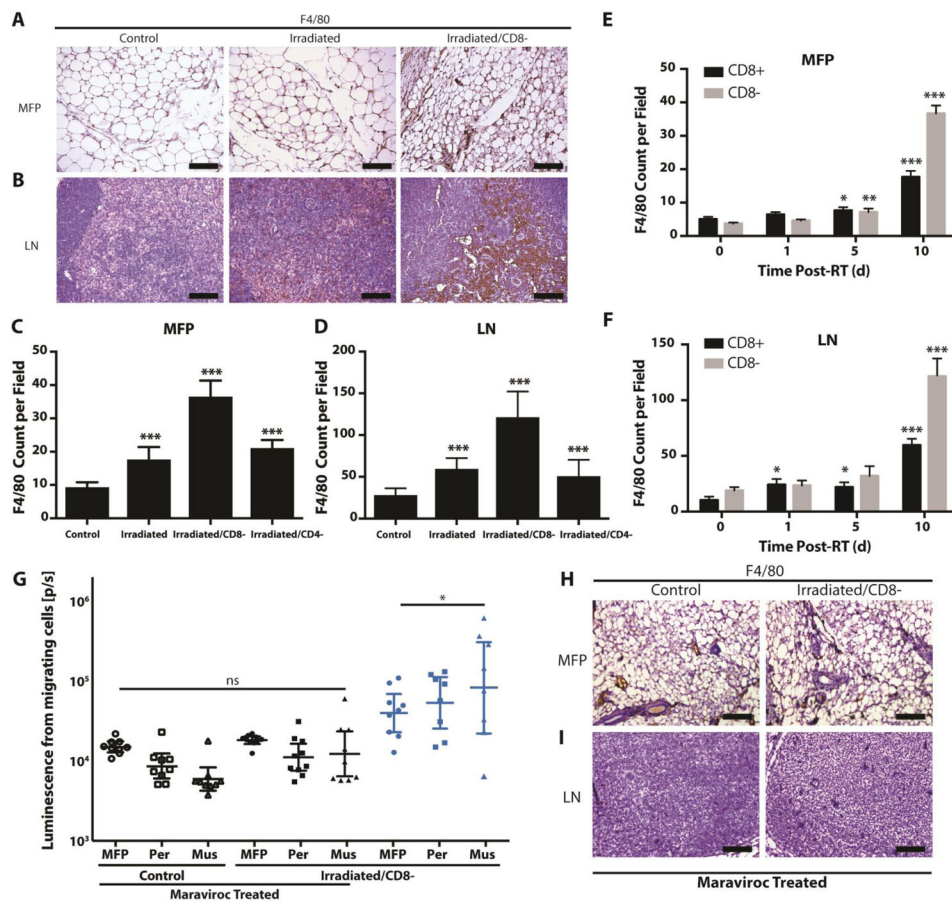 A
F4/80
Control
Irradiated
Irradiated/CD8-
MFP
B
LN
C
MFP
F4/80 Count per Field
50
40
30
20
10
0
***
***
***
Control
Irradiated
Irradiated/CD8-
Irradiated/CD4-
D
LN
F4/80 Count per Field
200
150
100
50
0
***
***
***
Control
Irradiated
Irradiated/CD8-
Irradiated/CD4-
E
MFP
CD8+
CD8-
F4/80 Count per Field
50
40
30
20
10
0
*
**
***
***
0
1
5
10
Time Post-RT (d)
F
LN
CD8+
CD8-
F4/80 Count per Field
150
100
50
0
*
*
***
***
0
1
5
10
Time Post-RT (d)
G
Luminescence from migrating cells [p/s]
10⁶
10⁵
10⁴
10³
ns
*
MFP
Per
Mus
MFP
Per
Mus
MFP
Per
Mus
Control
Irradiated/CD8-
Maraviroc Treated
H
F4/80
Control
Irradiated/CD8-
MFP
I
LN
Maraviroc Treated